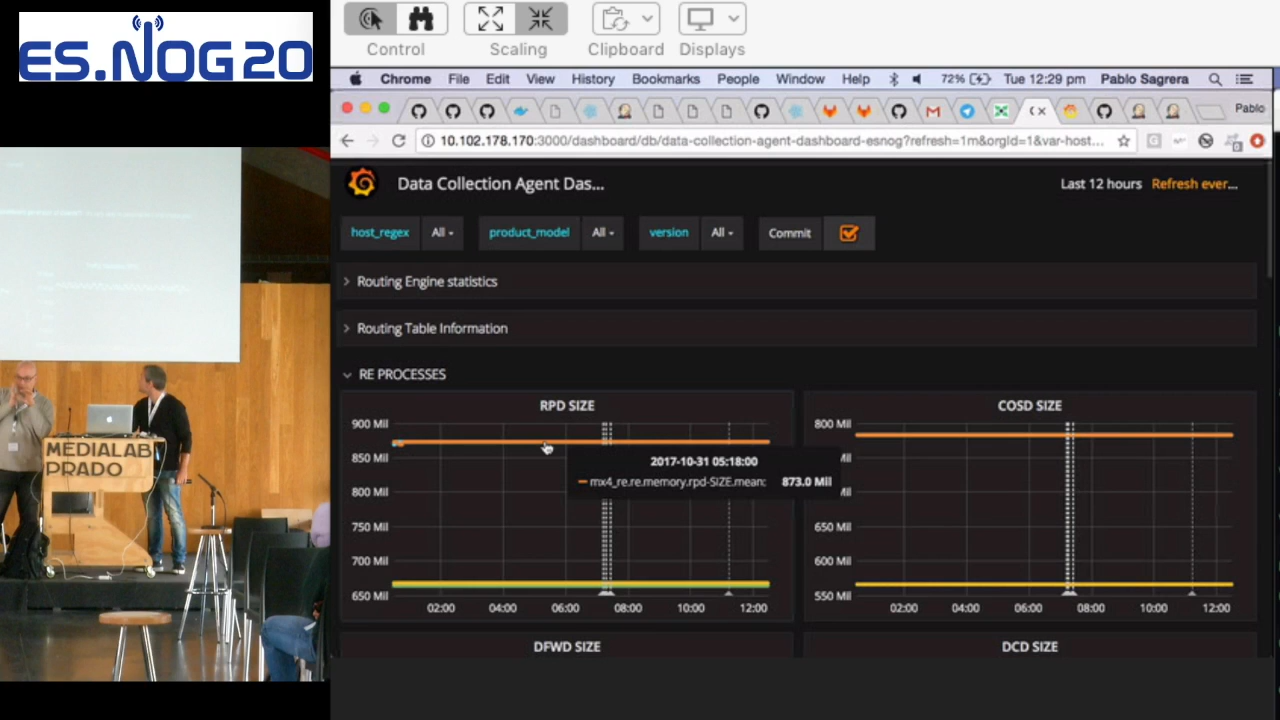 ES.NOG20
MEDIALAB
PRADO
Control
Scaling
Clipboard
Displays
Chrome File Edit View History Bookmarks People Window Help 72% Tue 12:29 pm Pablo Sagrera
Pablo
10.102.178.170:3000/dashboard/db/data-collection-agent-dashboard-esnog?refresh=1m&orgId=1&var-host...
Data Collection Agent Das...
Last 12 hours Refresh ever...
host_regex All product_model All version All Commit
Routing Engine statistics
Routing Table Information
RE PROCESSES
RPD SIZE
900 Mil
850 Mil
800 Mil
750 Mil
700 Mil
650 Mil
02:00 04:00 06:00 08:00 10:00 12:00
2017-10-31 05:18:00
mx4_re.re.memory.rpd-SIZE.mean: 873.0 Mil
COSD SIZE
800 Mil
Mil
Mil
650 Mil
600 Mil
550 Mil
02:00 04:00 06:00 08:00 10:00 12:00
DFWD SIZE
DCD SIZE